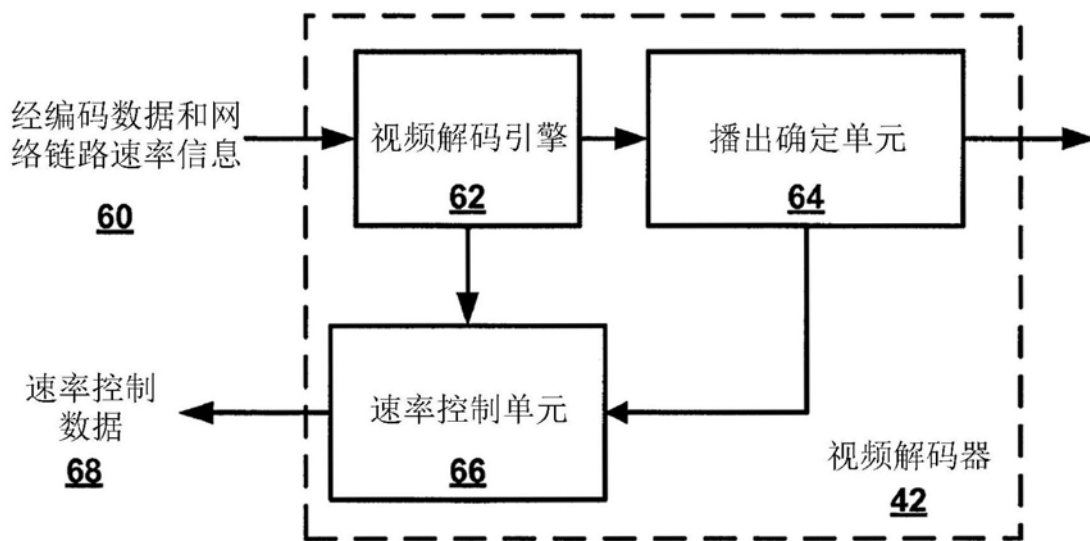 经编码数据和网
络链路速率信息
60
视频解码引擎
62
播出确定单元
64
速率控制
数据
68
速率控制单元
66
视频解码器
42